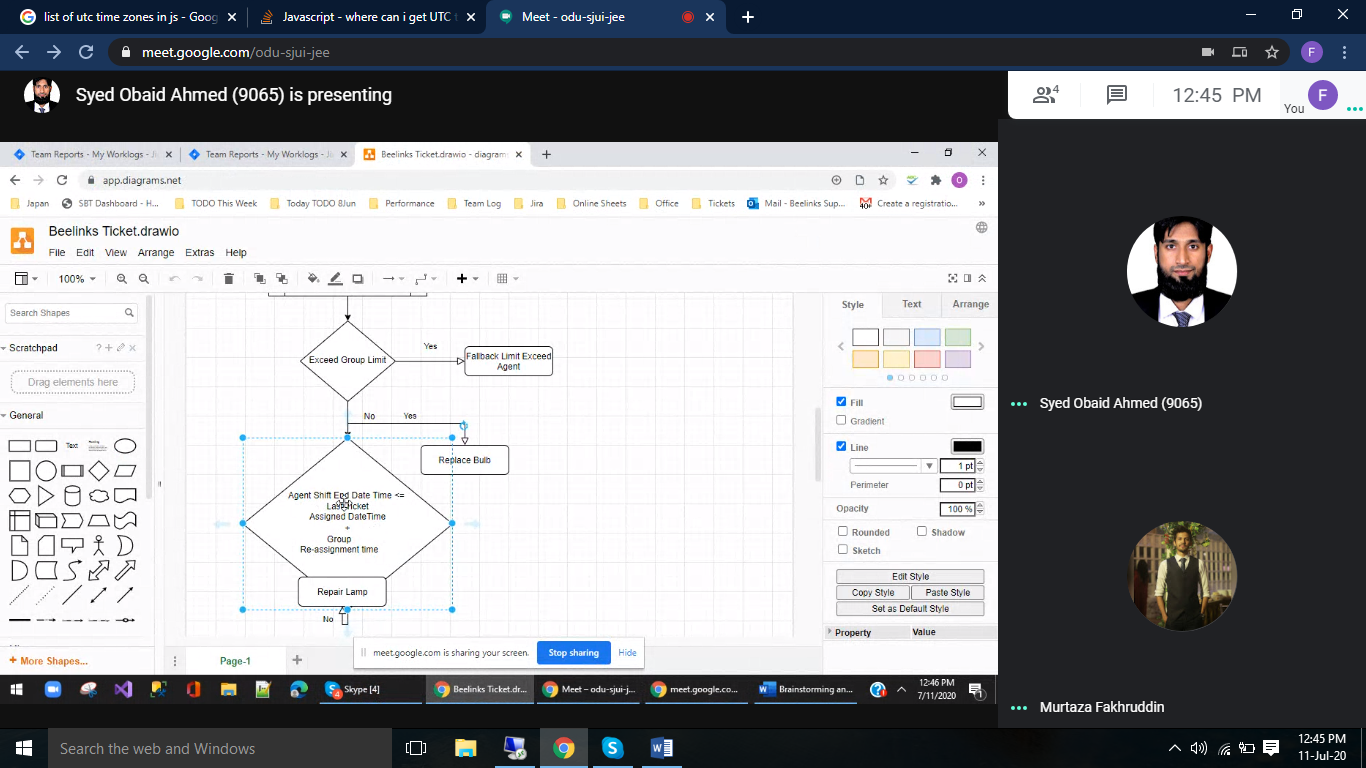 list of utc time zones in js - Goog
Javascript - where can i get UTC t
Meet - odu-sjui-jee
meet.google.com/odu-sjui-jee
F
Syed Obaid Ahmed (9065) is presenting
4
12:45 PM
You
F
Team Reports - My Worklogs - Ji
Team Reports - My Worklogs - Ji
Beelinks Ticket.drawio - diagram
app.diagrams.net
O
Japan
SBT Dashboard - H...
TODO This Week
Today TODO 8Jun
Performance
Team Log
Jira
Online Sheets
Office
Tickets
Mail - Beelinks Sup...
40+
Create a registratio...
»
Beelinks Ticket.drawio
File Edit View Arrange Extras Help
100%
Search Shapes
Scratchpad
Drag elements here
General
Text
+ More Shapes...
Exceed Group Limit
Yes
Fallback Limit Exceed
Agent
No
Yes
Replace Bulb
Agent Shift End Date Time <=
Last Ticket
Assigned DateTime
+
Group
Re-assignment time
Repair Lamp
No
Style Text Arrange
Fill
Gradient
Line
1 pt
Perimeter
0 pt
Opacity
100 %
Rounded
Shadow
Sketch
Edit Style
Copy Style
Paste Style
Set as Default Style
Property Value
Page-1
meet.google.com is sharing your screen.
Stop sharing
Hide
Skype [4]
Beelinks Ticket.dr...
Meet – odu-sjui-j...
meet.google.co...
Brainstorming an...
12:46 PM
7/11/2020
1
Syed Obaid Ahmed (9065)
Murtaza Fakhruddin
Search the web and Windows
12:45 PM
11-Jul-20